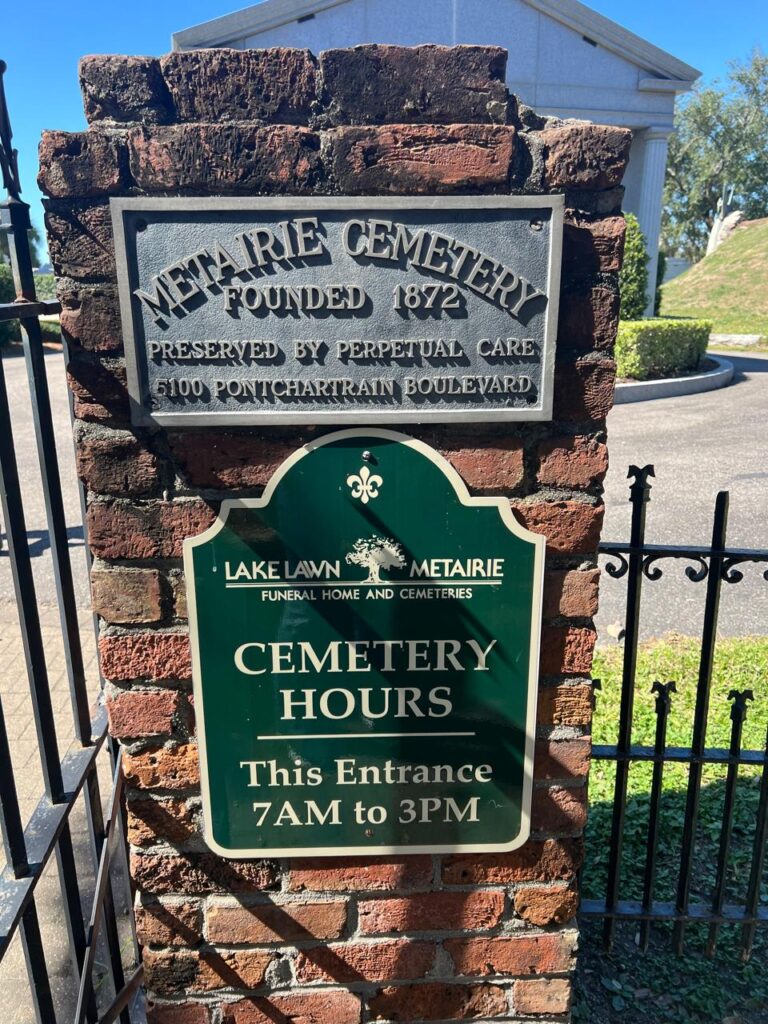 METAIRIE CEMETERY
FOUNDED 1872
PRESERVED BY PERPETUAL CARE
5100 PONTCHARTRAIN BOULEVARD
LAKE LAWN METAIRIE
FUNERAL HOME AND CEMETERIES
CEMETERY
HOURS
This Entrance
7AM to 3PM